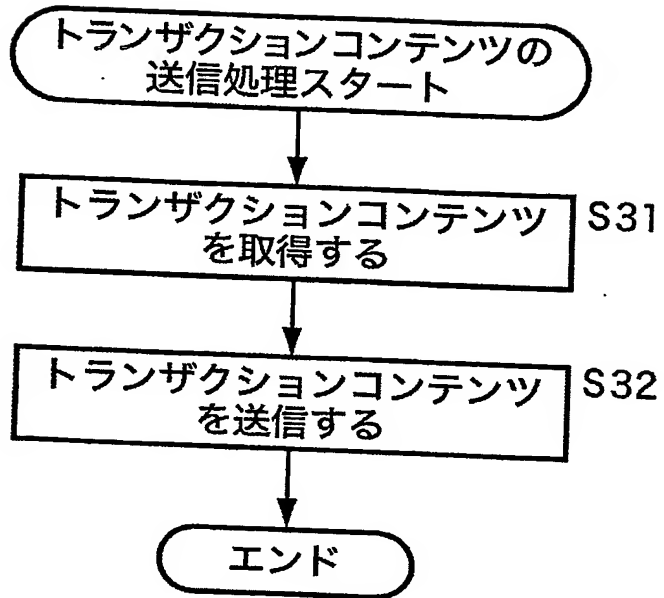 トランザクションコンテンツの
送信処理スタート
トランザクションコンテンツ
を取得する
S31
トランザクションコンテンツ
を送信する
S32
エンド